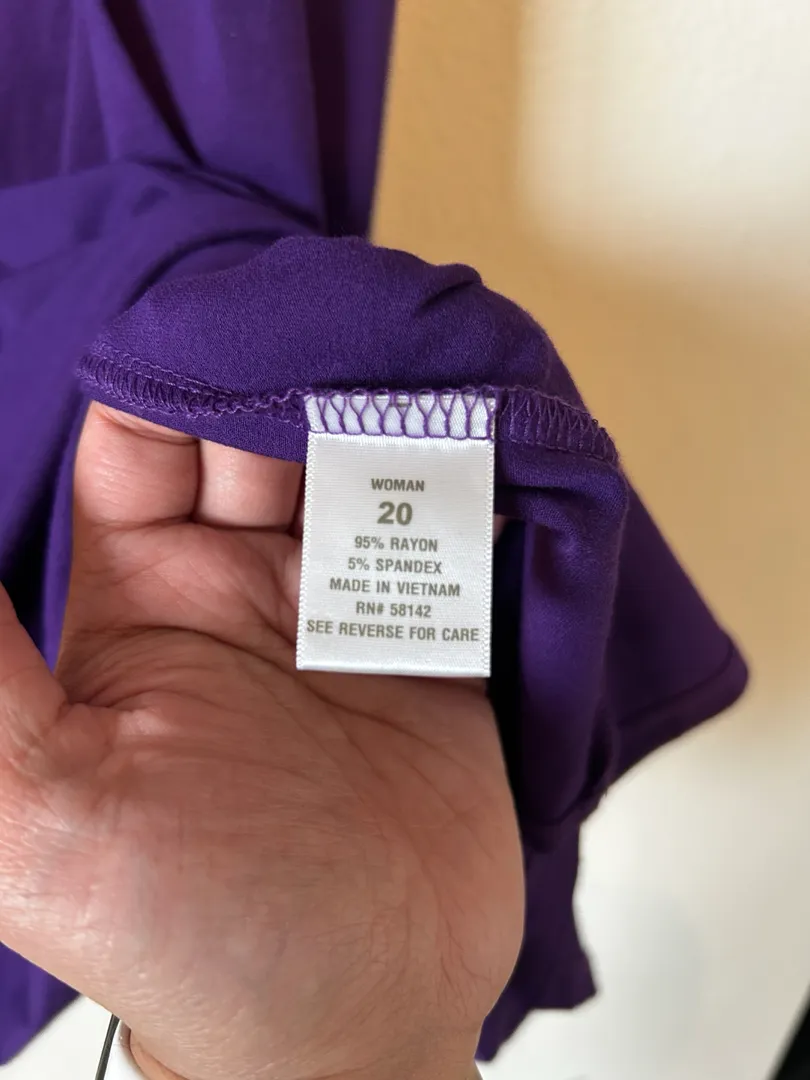 WOMAN
20
95% RAYON
5% SPANDEX
MADE IN VIETNAM
RN# 58142
SEE REVERSE FOR CARE